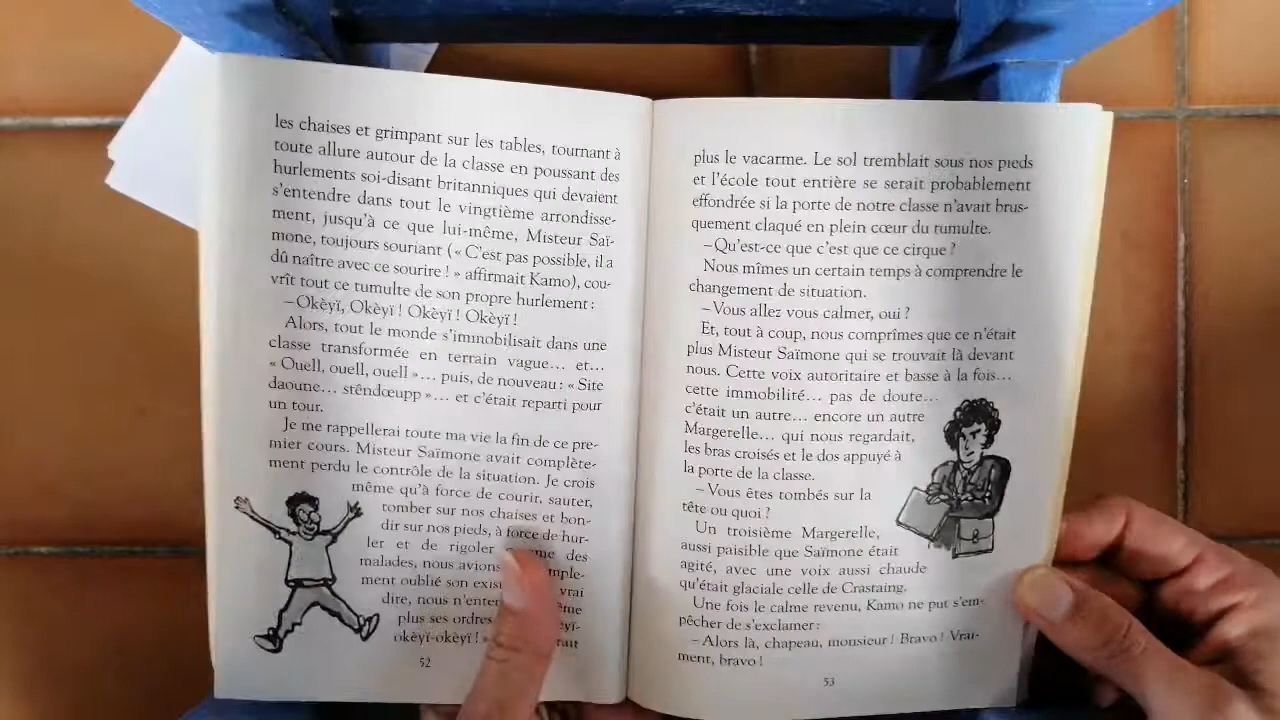 les chaises et grimpant sur les tables, tournant à
toute allure autour de la classe en poussant des
hurlements soi-disant britanniques qui devaient
s'entendre dans tout le vingtième arrondisse-
ment, jusqu'à ce que lui-même, Misteur Saï-
mone, toujours souriant (« C'est pas possible, il a
dû naître avec ce sourire ! » affirmait Kamo), cou-
vrît tout ce tumulte de son propre hurlement :
– Okèyï, Okèyï ! Okèyï ! Okèyï !
Alors, tout le monde s'immobilisait dans une
classe transformée en terrain vague… et…
« Ouell, ouell, ouell »… puis, de nouveau : « Site
daoune… stêndœupp »… et c'était reparti pour
un tour.
Je me rappellerai toute ma vie la fin de ce pre-
mier cours. Misteur Saïmone avait complète-
ment perdu le contrôle de la situation. Je crois
même qu'à force de courir, sauter,
tomber sur nos chaises et bon-
dir sur nos pieds, à force de hur-
ler et de rigoler des
malades, nous avions
ment oublié son vrai
dire, nous
plus ses ordres
okèyï-okèyï !
52
plus le vacarme. Le sol tremblait sous nos pieds
et l'école tout entière se serait probablement
effondrée si la porte de notre classe n'avait brus-
quement claqué en plein cœur du tumulte.
– Qu'est-ce que c'est que ce cirque ?
Nous mîmes un certain temps à comprendre le
changement de situation.
– Vous allez vous calmer, oui ?
Et, tout à coup, nous comprîmes que ce n'était
plus Misteur Saïmone qui se trouvait là devant
nous. Cette voix autoritaire et basse à la fois…
cette immobilité… pas de doute…
c'était un autre… encore un autre
Margerelle… qui nous regardait,
les bras croisés et le dos appuyé à
la porte de la classe.
– Vous êtes tombés sur la
tête ou quoi ?
Un troisième Margerelle,
aussi paisible que Saïmone était
agité, avec une voix aussi chaude
qu'était glaciale celle de Crastaing.
Une fois le calme revenu, Kamo ne put s'em-
pêcher de s'exclamer :
– Alors là, chapeau, monsieur ! Bravo ! Vrai-
ment, bravo !
53